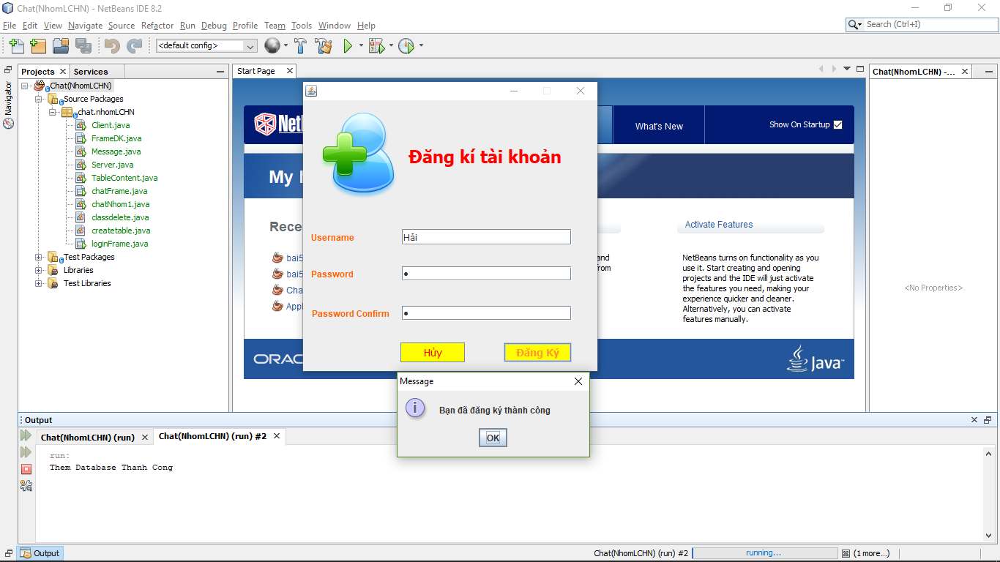 Chat(NhomLCHN) - NetBeans IDE 8.2
File Edit View Navigate Source Refactor Run Debug Profile Team Tools Window Help
Search (Ctrl+I)
<default config>
Projects
Services
Navigator
Chat(NhomLCHN)
Source Packages
chat.nhomLCHN
Client.java
FrameDK.java
Message.java
Server.java
TableContent.java
chatFrame.java
chatNhom1.java
classdelete.java
createtable.java
loginFrame.java
Test Packages
Libraries
Test Libraries
Start Page
What's New
Show On Startup
My
bai5
bai5
Activate Features
NetBeans turns on functionality as you
use it. Start creating and opening
projects and the IDE will just activate
the features you need, making your
experience quicker and cleaner.
Alternatively, you can activate
features manually.
and
from
Java™
Đăng kí tài khoản
Username
Hải
Password
Password Confirm
Hủy
Đăng Ký
Message
Bạn đã đăng ký thành công
OK
Chat(NhomLCHN) -...
<No Properties>
Output
Chat(NhomLCHN) (run)
Chat(NhomLCHN) (run) #2
run:
Them Database Thanh Cong
Output
Chat(NhomLCHN) (run) #2
running...
(1 more...)